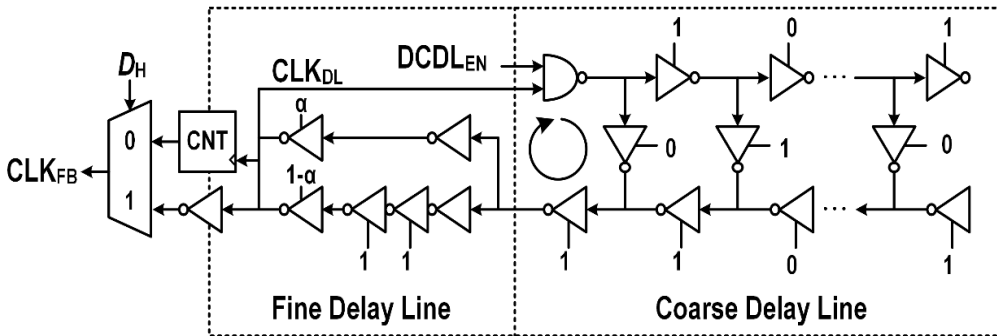 1 0 1
D_H CLK_DL DCDL_EN
α
0 CNT ... 
CLK_FB 0 1 0
1 1-α
...
1 1 1 1 0 1
Fine Delay Line Coarse Delay Line